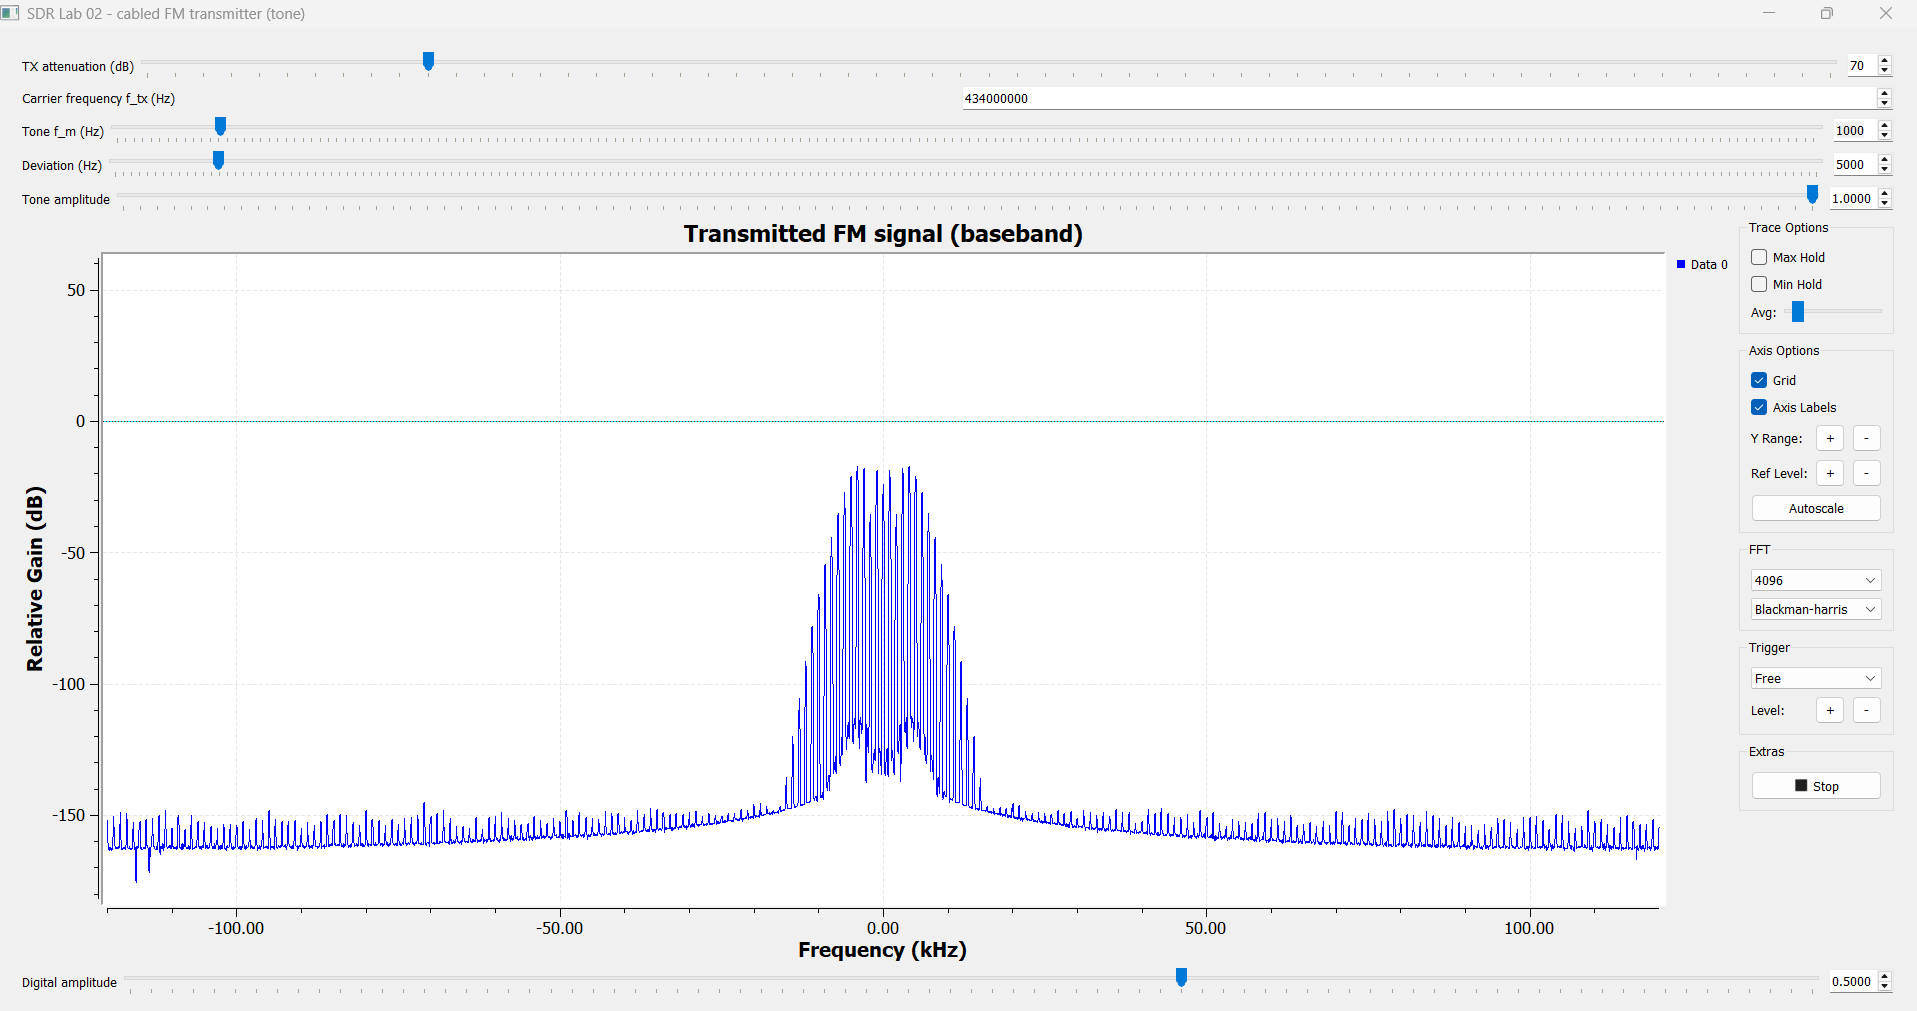 SDR Lab 02 - cabled FM transmitter (tone)
TX attenuation (dB) 70
Carrier frequency f_tx (Hz) 434000000
Tone f_m (Hz) 1000
Deviation (Hz) 5000
Tone amplitude 1.0000
Transmitted FM signal (baseband)
Data 0
Relative Gain (dB)
50
0
-50
-100
-150
-100.00 -50.00 0.00 50.00 100.00
Frequency (kHz)
Trace Options
Max Hold
Min Hold
Avg:
Axis Options
Grid
Axis Labels
Y Range: + -
Ref Level: + -
Autoscale
FFT
4096
Blackman-harris
Trigger
Free
Level: + -
Extras
Stop
Digital amplitude 0.5000